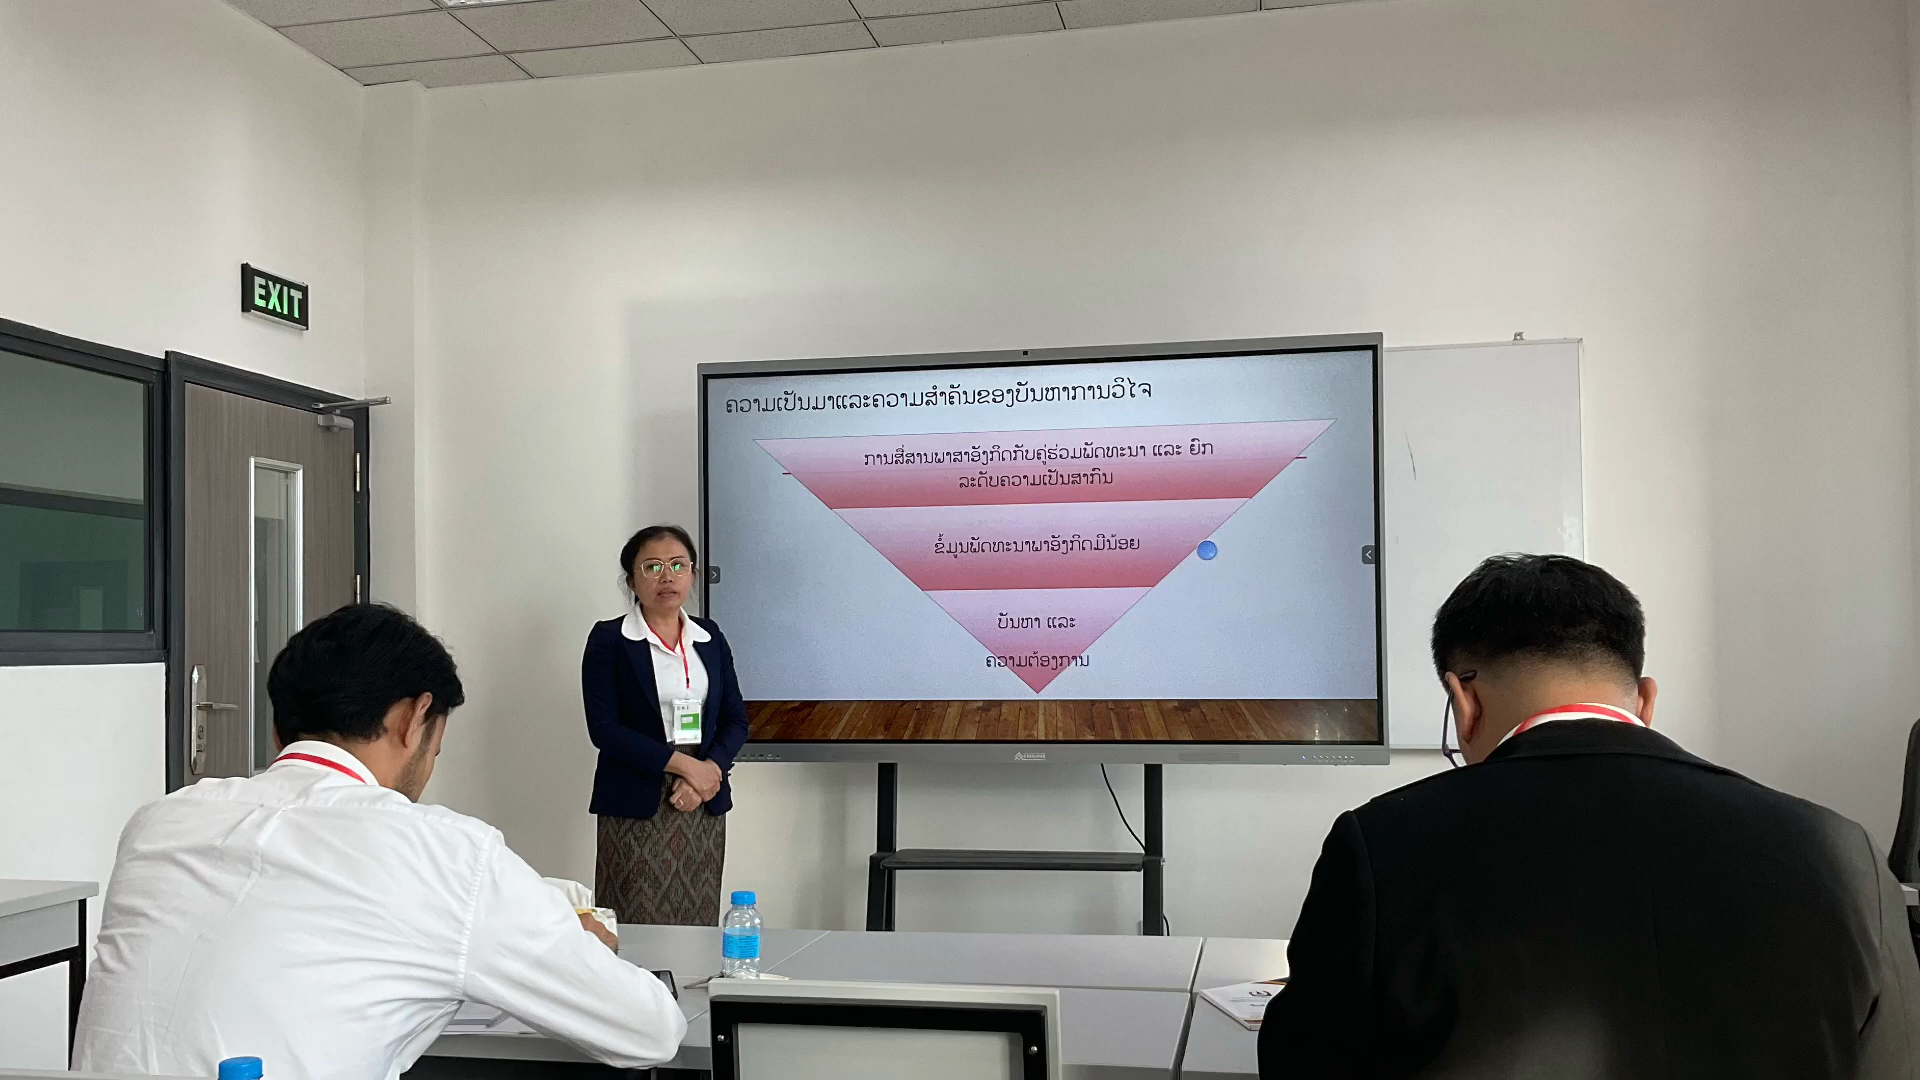 EXIT
ຄວາມເປັນມາແລະຄວາມສຳຄັນຂອງບັນຫາການວິໄຈ
ການສື່ສານພາສາອັງກິດກັບຄູ່ຮ່ວມພັດທະນາ ແລະ ຍົກ
ລະດັບຄວາມເປັນສາກົນ
ຂໍ້ມູນພັດທະນາພາອັງກິດມີນ້ອຍ
ບັນຫາ ແລະ
ຄວາມຕ້ອງການ